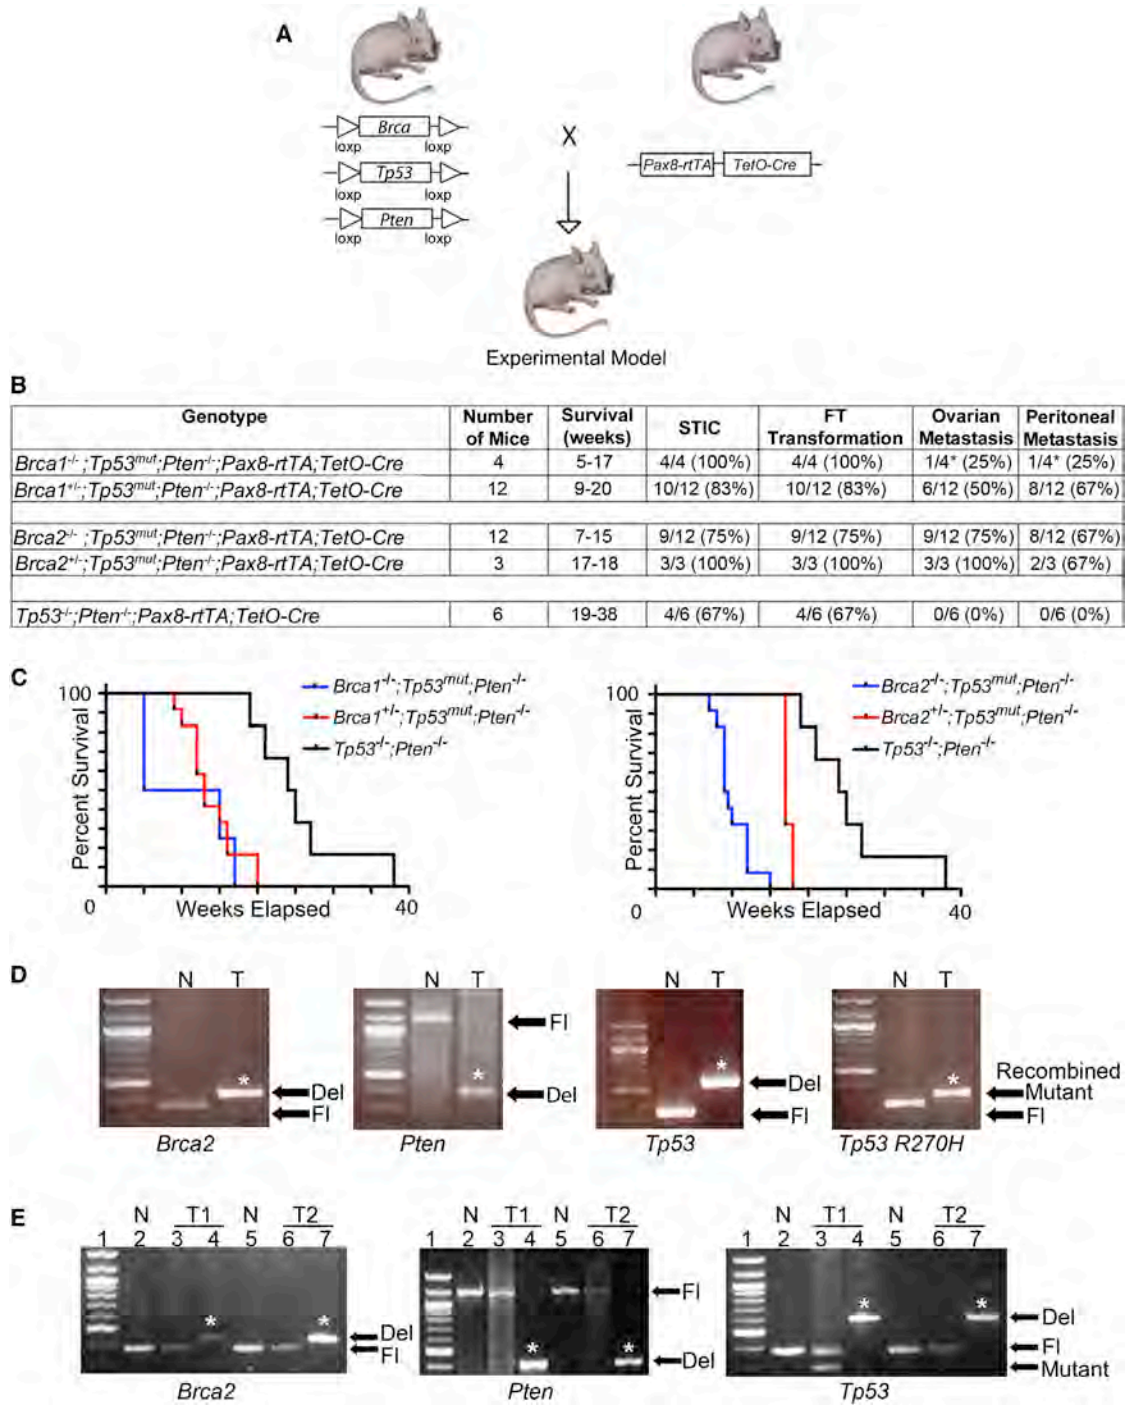 A
Brca
loxp loxp
Tp53
loxp loxp
Pten
loxp loxp
X
Pax8-rtTA TetO-Cre
Experimental Model
B
Genotype Number of Mice Survival (weeks) STIC FT Transformation Ovarian Metastasis Peritoneal Metastasis
Brca1-/-;Tp53mut;Pten-/-;Pax8-rtTA;TetO-Cre 4 5-17 4/4 (100%) 4/4 (100%) 1/4* (25%) 1/4* (25%)
Brca1+/-;Tp53mut;Pten-/-;Pax8-rtTA;TetO-Cre 12 9-20 10/12 (83%) 10/12 (83%) 6/12 (50%) 8/12 (67%)
Brca2-/- ;Tp53mut;Pten-/-;Pax8-rtTA;TetO-Cre 12 7-15 9/12 (75%) 9/12 (75%) 9/12 (75%) 8/12 (67%)
Brca2+/-;Tp53mut;Pten-/-;Pax8-rtTA;TetO-Cre 3 17-18 3/3 (100%) 3/3 (100%) 3/3 (100%) 2/3 (67%)
Tp53-/-;Pten-/-;Pax8-rtTA;TetO-Cre 6 19-38 4/6 (67%) 4/6 (67%) 0/6 (0%) 0/6 (0%)
C
100
Percent Survival
0 Weeks Elapsed 40
Brca1-/-;Tp53mut;Pten-/-
Brca1+/-;Tp53mut;Pten-/-
Tp53-/-;Pten-/-
100
Percent Survival
0 Weeks Elapsed 40
Brca2-/-;Tp53mut;Pten-/-
Brca2+/-;Tp53mut;Pten-/-
Tp53-/-;Pten-/-
D
N T
*
Del
Fl
Brca2
N T
Fl
*
Del
Pten
N T
*
Del
Fl
Tp53
N T
*
Recombined
Mutant
Fl
Tp53 R270H
E
N T1 N T2
1 2 3 4 5 6 7
* *
Del
Fl
Brca2
N T1 N T2
1 2 3 4 5 6 7
Fl
* *
Del
Pten
N T1 N T2
1 2 3 4 5 6 7
* *
Del
Fl
Mutant
Tp53